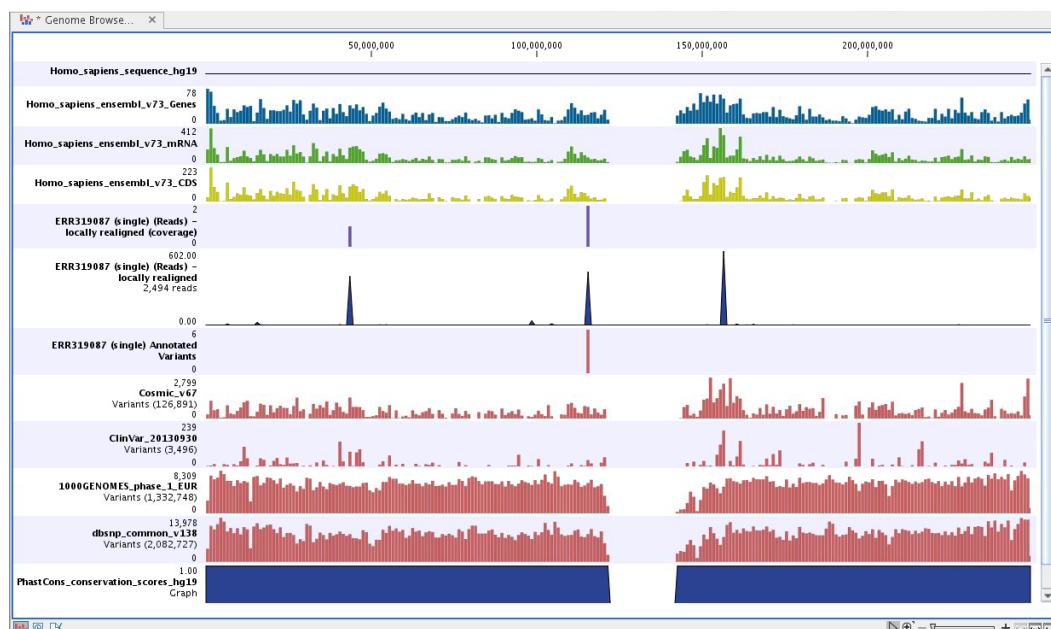 * Genome Browse... ×
50,000,000 100,000,000 150,000,000 200,000,000
Homo_sapiens_sequence_hg19
78
Homo_sapiens_ensembl_v73_Genes
0
412
Homo_sapiens_ensembl_v73_mRNA
0
223
Homo_sapiens_ensembl_v73_CDS
0
2
ERR319087 (single) (Reads) –
locally realigned (coverage)
0
602.00
ERR319087 (single) (Reads) –
locally realigned
2,494 reads
0.00
6
ERR319087 (single) Annotated
Variants
0
2,799
Cosmic_v67
Variants (126,891)
0
239
ClinVar_20130930
Variants (3,496)
0
8,309
1000GENOMES_phase_1_EUR
Variants (1,332,748)
0
13,978
dbsnp_common_v138
Variants (2,082,727)
0
1.00
PhastCons_conservation_scores_hg19
Graph